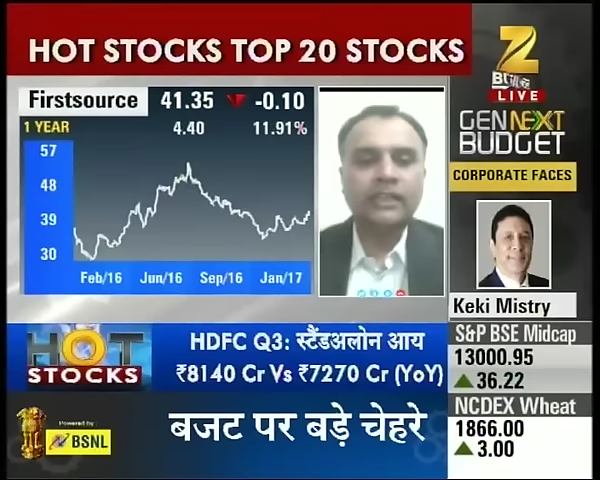 HOT STOCKS TOP 20 STOCKS
Firstsource 41.35 -0.10
1 YEAR 4.40 11.91%
57
48
39
30
Feb/16 Jun/16 Sep/16 Jan/17
Z
LIVE
GENNEXT
BUDGET
CORPORATE FACES
Keki Mistry
S&P BSE Midcap
13000.95
36.22
NCDEX Wheat
1866.00
3.00
HOT
STOCKS
HDFC Q3: स्टैंडअलोन आय
₹8140 Cr Vs ₹7270 Cr (YoY)
Powered by
BSNL
बजट पर बड़े चेहरे